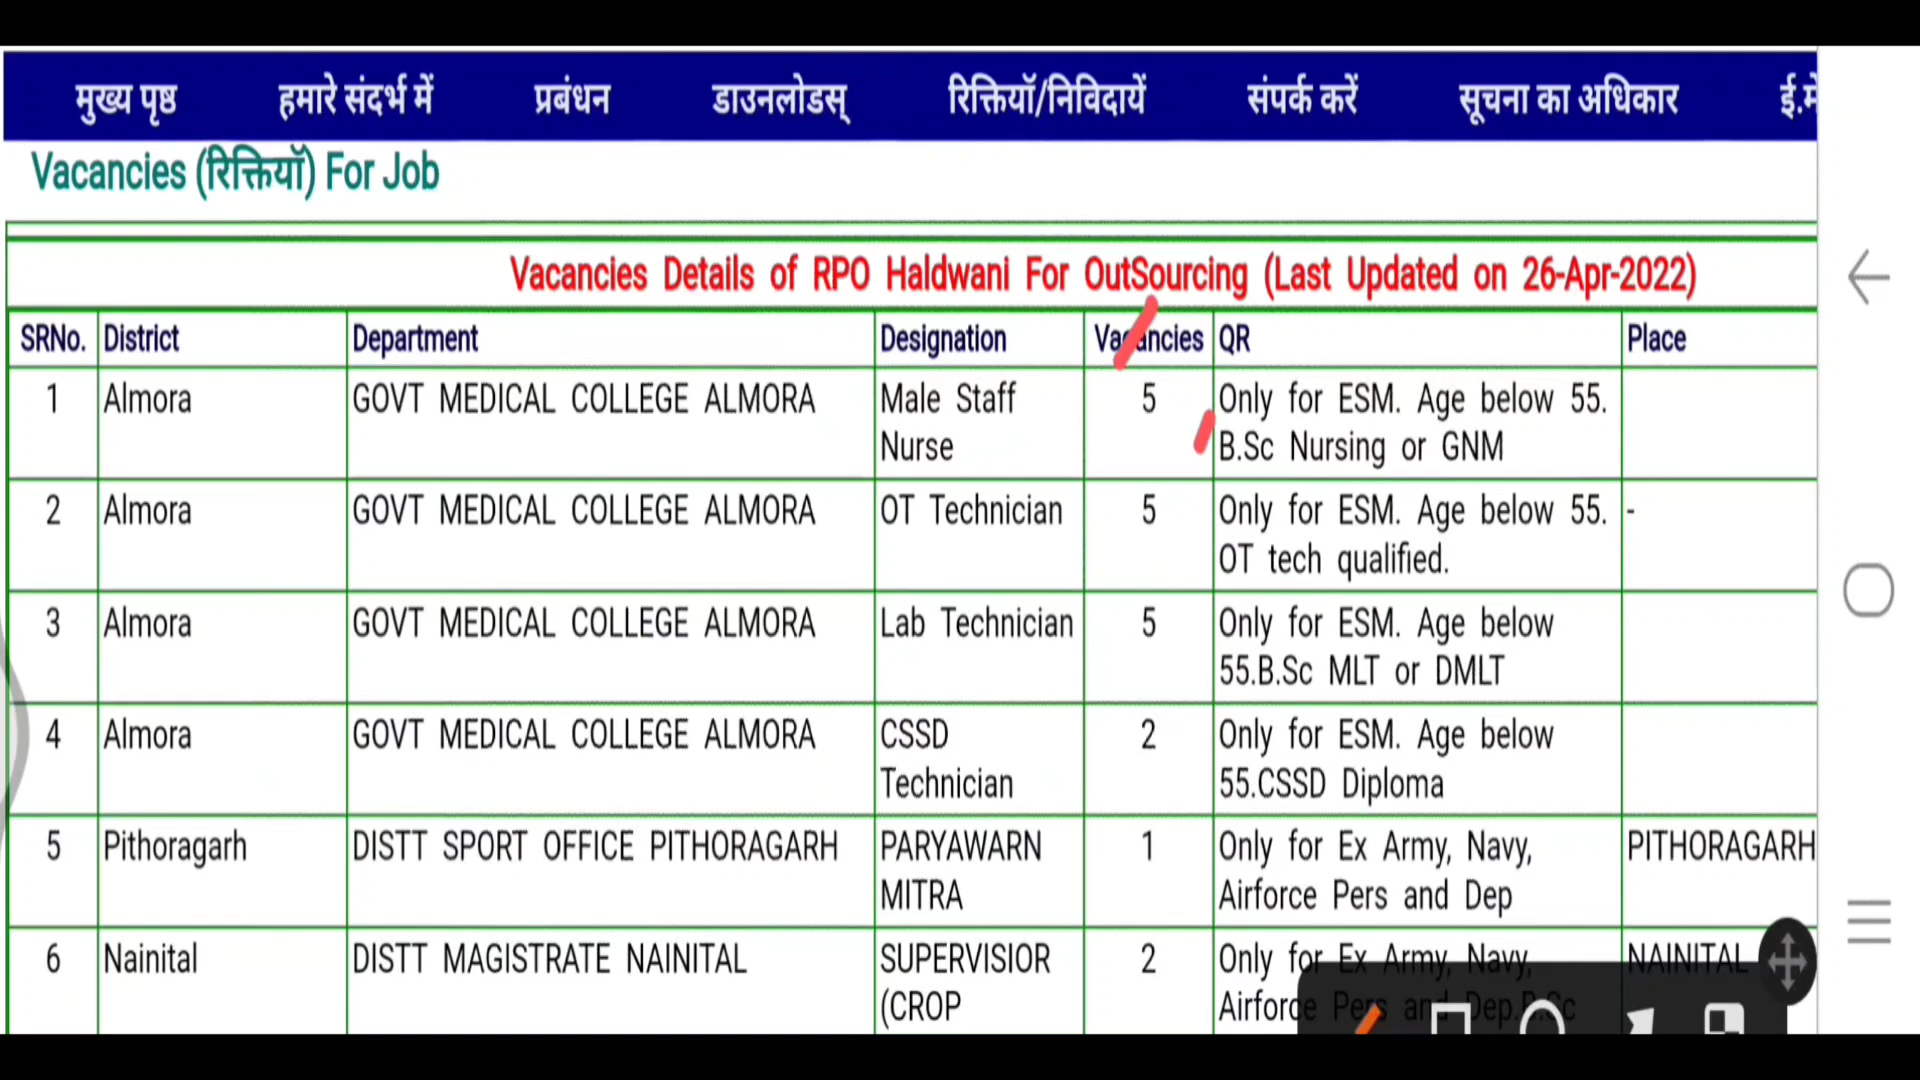 मुख्य पृष्ठ हमारे संदर्भ में प्रबंधन डाउनलोडस् रिक्तियॉ/निविदायें संपर्क करें सूचना का अधिकार ई.मे
Vacancies (रिक्तियॉ) For Job
Vacancies Details of RPO Haldwani For OutSourcing (Last Updated on 26-Apr-2022)
SRNo. District Department Designation Vacancies QR Place
1 Almora GOVT MEDICAL COLLEGE ALMORA Male Staff 5 Only for ESM. Age below 55.
Nurse B.Sc Nursing or GNM
2 Almora GOVT MEDICAL COLLEGE ALMORA OT Technician 5 Only for ESM. Age below 55. -
OT tech qualified.
3 Almora GOVT MEDICAL COLLEGE ALMORA Lab Technician 5 Only for ESM. Age below
55.B.Sc MLT or DMLT
4 Almora GOVT MEDICAL COLLEGE ALMORA CSSD 2 Only for ESM. Age below
Technician 55.CSSD Diploma
5 Pithoragarh DISTT SPORT OFFICE PITHORAGARH PARYAWARN 1 Only for Ex Army, Navy, PITHORAGARH
MITRA Airforce Pers and Dep
6 Nainital DISTT MAGISTRATE NAINITAL SUPERVISIOR 2 Only for Ex Army, Navy, NAINITAL
(CROP Airforce Pers and Dep.B.Sc